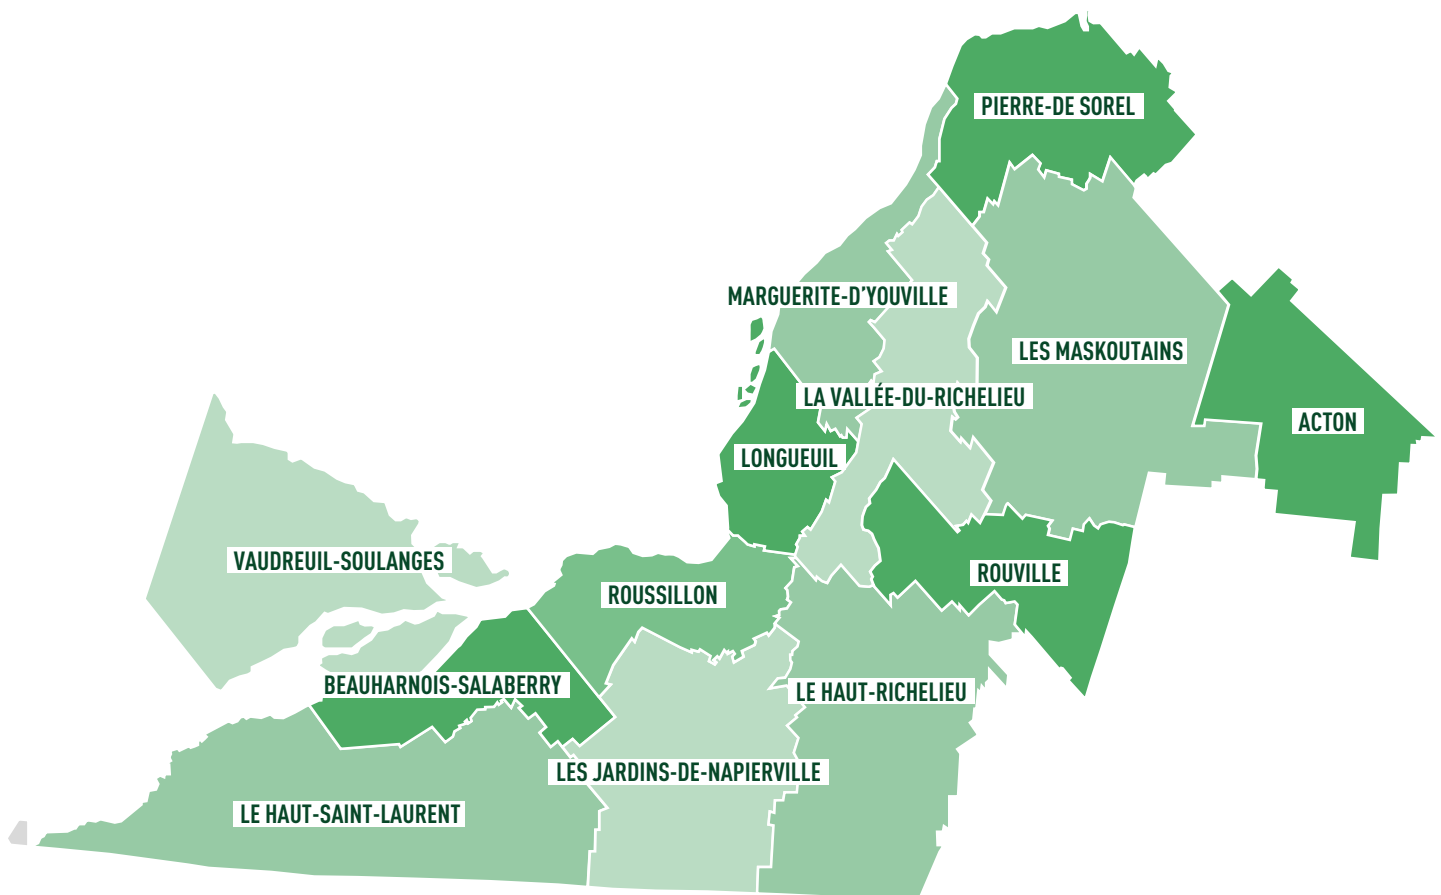 PIERRE-DE SOREL
MARGUERITE-D'YOUVILLE
LES MASKOUTAINS
LA VALLÉE-DU-RICHELIEU
ACTON
LONGUEUIL
VAUDREUIL-SOULANGES
ROUVILLE
ROUSSILLON
BEAUHARNOIS-SALABERRY
LE HAUT-RICHELIEU
LES JARDINS-DE-NAPIERVILLE
LE HAUT-SAINT-LAURENT